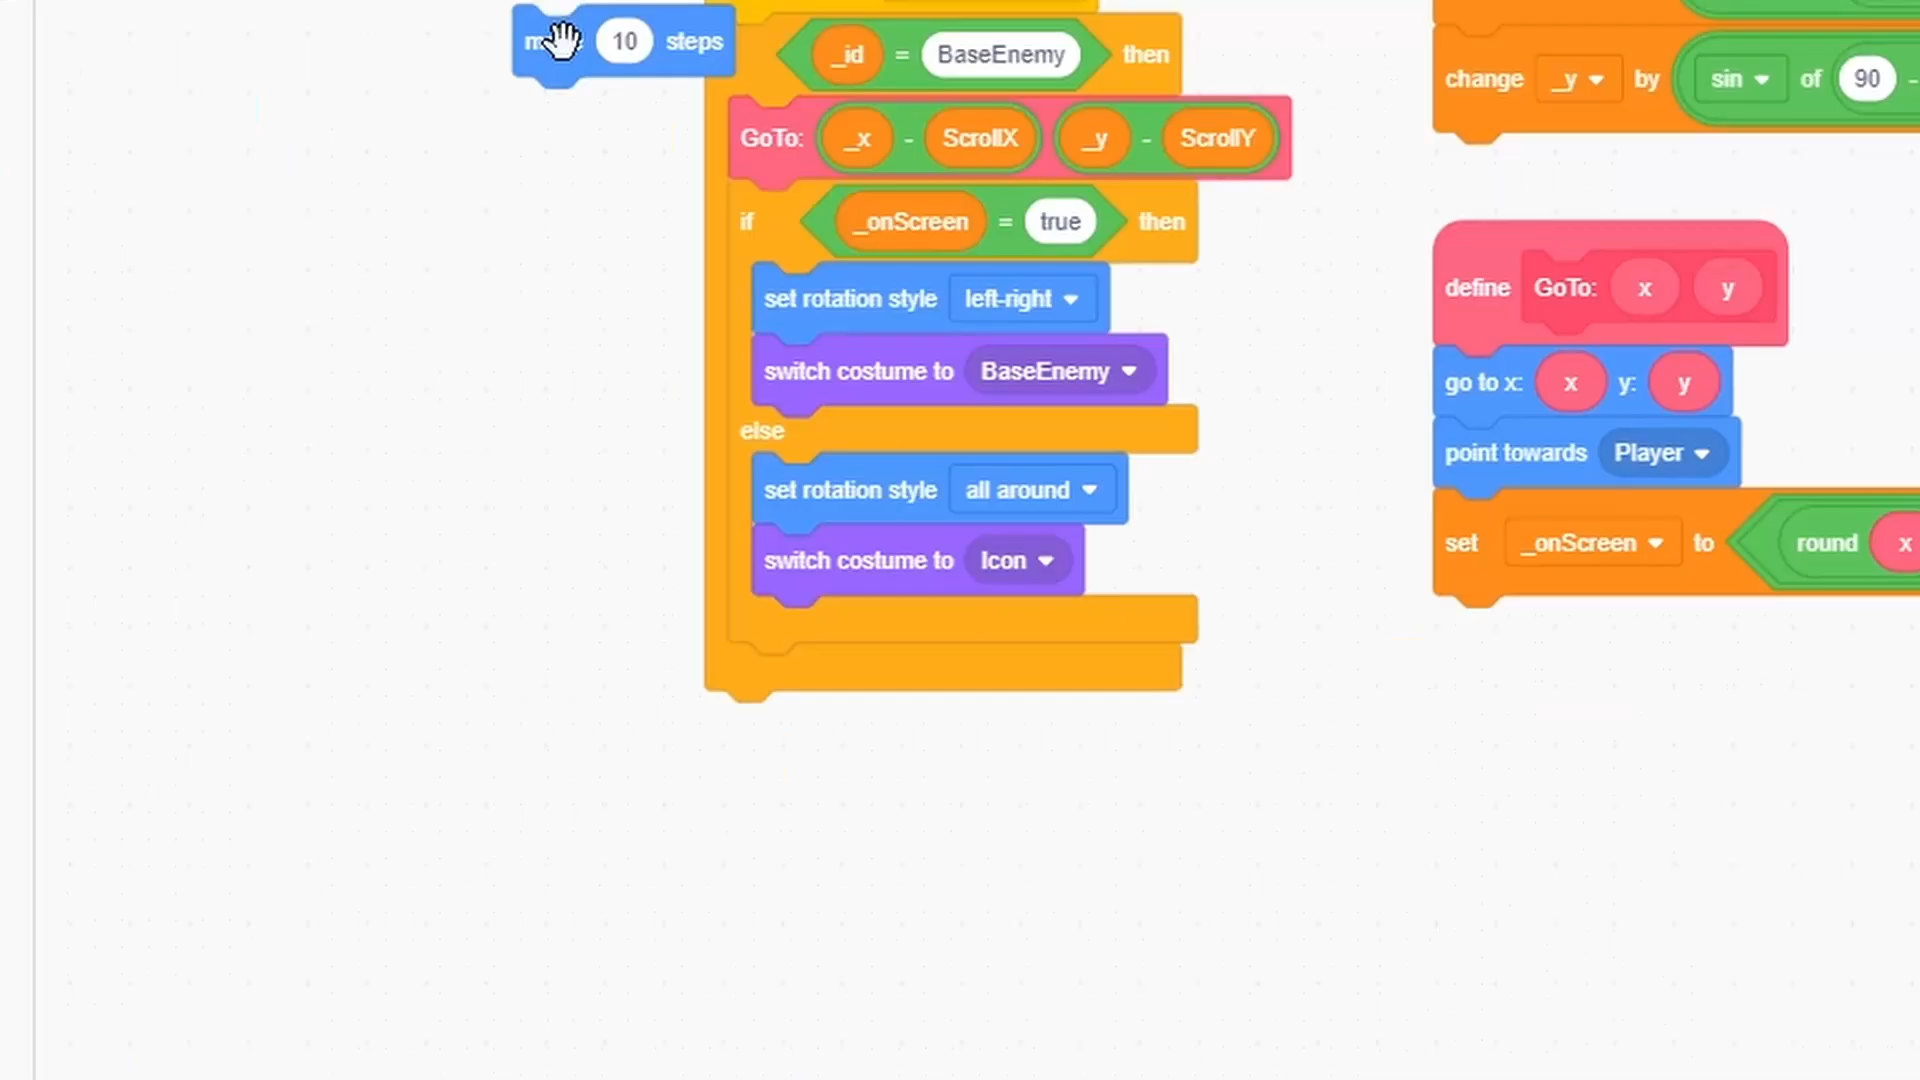 10 steps
_id = BaseEnemy then
GoTo: _x - ScrollX _y - ScrollY
if _onScreen = true then
set rotation style left-right
switch costume to BaseEnemy
else
set rotation style all around
switch costume to Icon
change _y by sin of 90 -
define GoTo: x y
go to x: x y: y
point towards Player
set _onScreen to round x